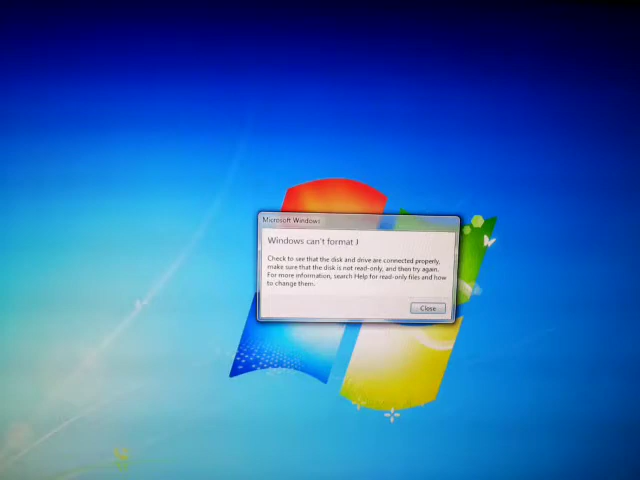 Microsoft Windows
Windows can't format J
Check to see that the disk and drive are connected properly,
make sure that the disk is not read-only, and then try again.
For more information, search Help for read-only files and how
to change them.
Close